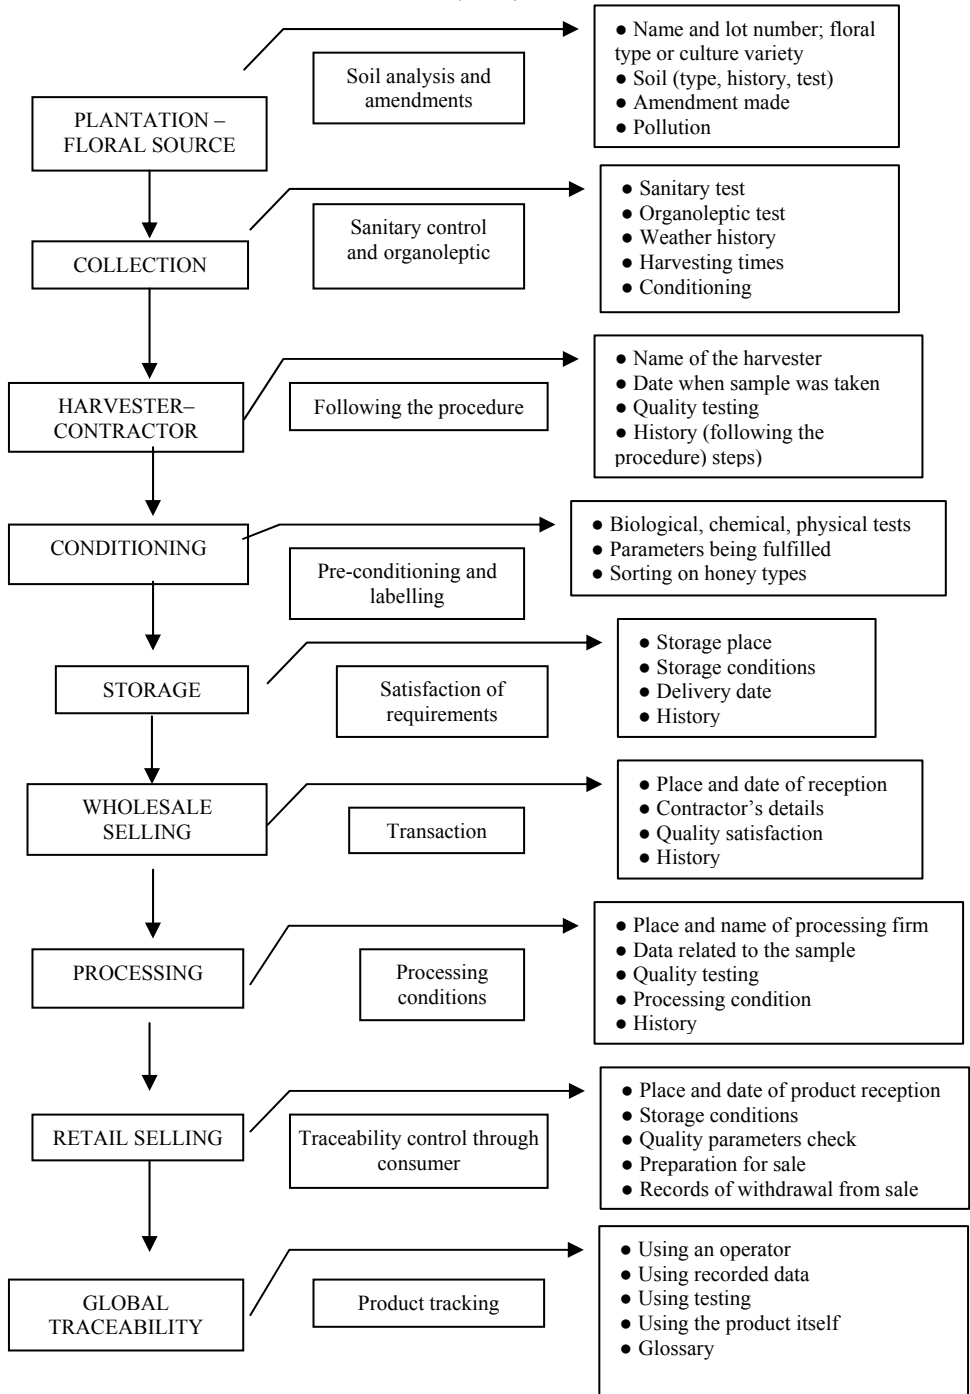 ● Name and lot number; floral
type or culture variety
● Soil (type, history, test)
● Amendment made
● Pollution
Soil analysis and
amendments
PLANTATION –
FLORAL SOURCE
● Sanitary test
● Organoleptic test
● Weather history
● Harvesting times
● Conditioning
Sanitary control
and organoleptic
COLLECTION
● Name of the harvester
● Date when sample was taken
● Quality testing
● History (following the
procedure) steps)
Following the procedure
HARVESTER–
CONTRACTOR
● Biological, chemical, physical tests
● Parameters being fulfilled
● Sorting on honey types
CONDITIONING
Pre-conditioning and
labelling
● Storage place
● Storage conditions
● Delivery date
● History
STORAGE
Satisfaction of
requirements
● Place and date of reception
● Contractor’s details
● Quality satisfaction
● History
WHOLESALE
SELLING
Transaction
● Place and name of processing firm
● Data related to the sample
● Quality testing
● Processing condition
● History
PROCESSING
Processing
conditions
● Place and date of product reception
● Storage conditions
● Quality parameters check
● Preparation for sale
● Records of withdrawal from sale
RETAIL SELLING
Traceability control through
consumer
● Using an operator
● Using recorded data
● Using testing
● Using the product itself
● Glossary
GLOBAL
TRACEABILITY
Product tracking